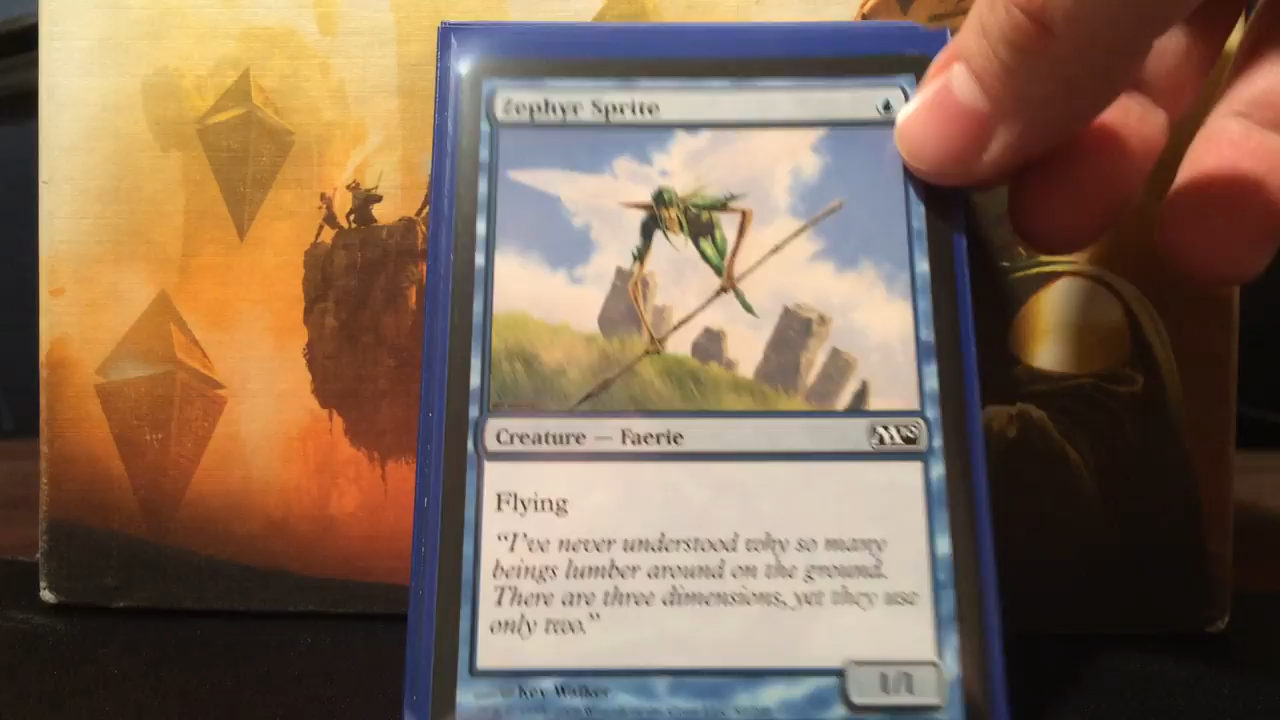 Zephyr Sprite
Creature — Faerie
Flying
"I've never understood why so many
beings lumber around on the ground.
There are three dimensions, yet they use
only two."
1/1
Kev Walker